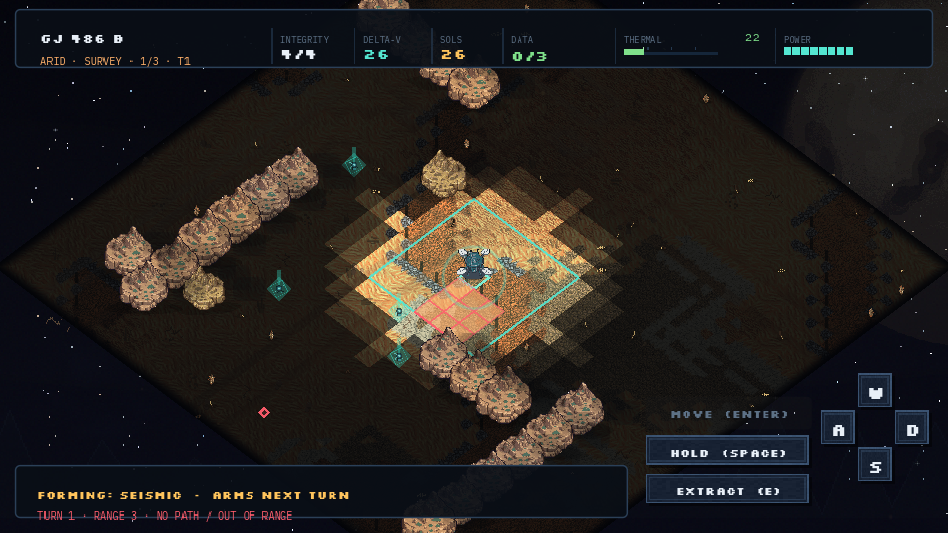 GJ 486 B
ARID · SURVEY · 1/3 · T1
INTEGRITY
4/4
DELTA-V
26
SOLS
26
DATA
0/3
THERMAL
22
POWER
MOVE (ENTER)
HOLD (SPACE)
EXTRACT (E)
W
A
D
S
FORMING: SEISMIC - ARMS NEXT TURN
TURN 1 · RANGE 3 · NO PATH / OUT OF RANGE